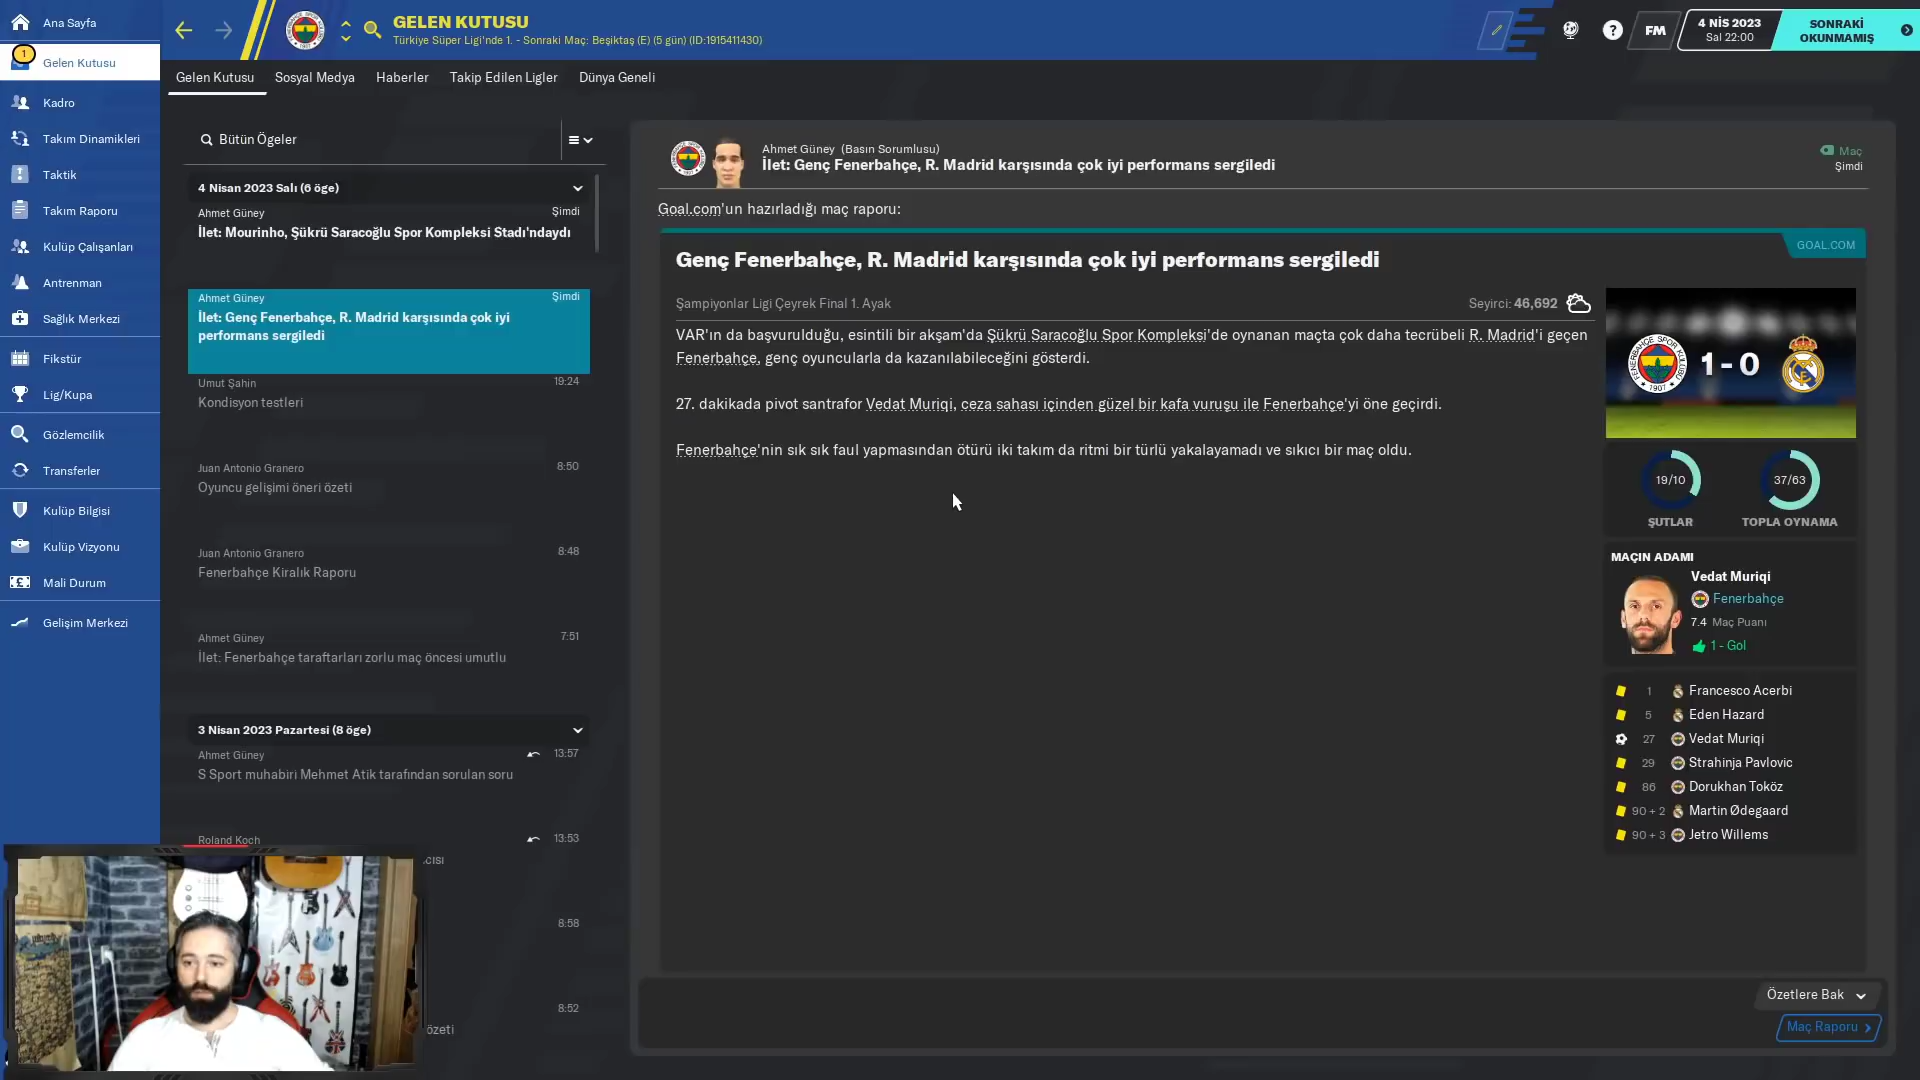 Ana Sayfa
1
Gelen Kutusu
Kadro
Takım Dinamikleri
Taktik
Takım Raporu
Kulüp Çalışanları
Antrenman
Sağlık Merkezi
Fikstür
Lig/Kupa
Gözlemcilik
Transferler
Kulüp Bilgisi
Kulüp Vizyonu
Mali Durum
Gelişim Merkezi
GELEN KUTUSU
Türkiye Süper Ligi'nde 1. - Sonraki Maç: Beşiktaş (E) (5 gün) (ID:1915411430)
?
FM
4 NİS 2023
Sal 22:00
SONRAKİ
OKUNMAMIŞ
Gelen Kutusu
Sosyal Medya
Haberler
Takip Edilen Ligler
Dünya Geneli
Bütün Ögeler
4 Nisan 2023 Salı (6 öge)
Ahmet Güney
Şimdi
İlet: Mourinho, Şükrü Saracoğlu Spor Kompleksi Stadı'ndaydı
Ahmet Güney
Şimdi
İlet: Genç Fenerbahçe, R. Madrid karşısında çok iyi
performans sergiledi
Umut Şahin
19:24
Kondisyon testleri
Juan Antonio Granero
8:50
Oyuncu gelişimi öneri özeti
Juan Antonio Granero
8:48
Fenerbahçe Kiralık Raporu
Ahmet Güney
7:51
İlet: Fenerbahçe taraftarları zorlu maç öncesi umutlu
3 Nisan 2023 Pazartesi (8 öge)
Ahmet Güney
13:57
S Sport muhabiri Mehmet Atik tarafından sorulan soru
Roland Koch
13:53
cısı
8:58
8:52
özeti
Ahmet Güney (Basın Sorumlusu)
İlet: Genç Fenerbahçe, R. Madrid karşısında çok iyi performans sergiledi
Maç
Şimdi
Goal.com'un hazırladığı maç raporu:
GOAL.COM
Genç Fenerbahçe, R. Madrid karşısında çok iyi performans sergiledi
Şampiyonlar Ligi Çeyrek Final 1. Ayak
Seyirci: 46,692
VAR'ın da başvurulduğu, esintili bir akşam'da Şükrü Saracoğlu Spor Kompleksi'de oynanan maçta çok daha tecrübeli R. Madrid'i geçen
Fenerbahçe, genç oyuncularla da kazanılabileceğini gösterdi.
27. dakikada pivot santrafor Vedat Muriqi, ceza sahası içinden güzel bir kafa vuruşu ile Fenerbahçe'yi öne geçirdi.
Fenerbahçe'nin sık sık faul yapmasından ötürü iki takım da ritmi bir türlü yakalayamadı ve sıkıcı bir maç oldu.
FENERBAHÇE SPOR KULÜBÜ
1907
1 - 0
19/10
ŞUTLAR
37/63
TOPLA OYNAMA
MAÇIN ADAMI
Vedat Muriqi
Fenerbahçe
7.4 Maç Puanı
1 - Gol
1 Francesco Acerbi
5 Eden Hazard
27 Vedat Muriqi
29 Strahinja Pavlovic
86 Dorukhan Toköz
90 + 2 Martin Ødegaard
90 + 3 Jetro Willems
Özetlere Bak
Maç Raporu